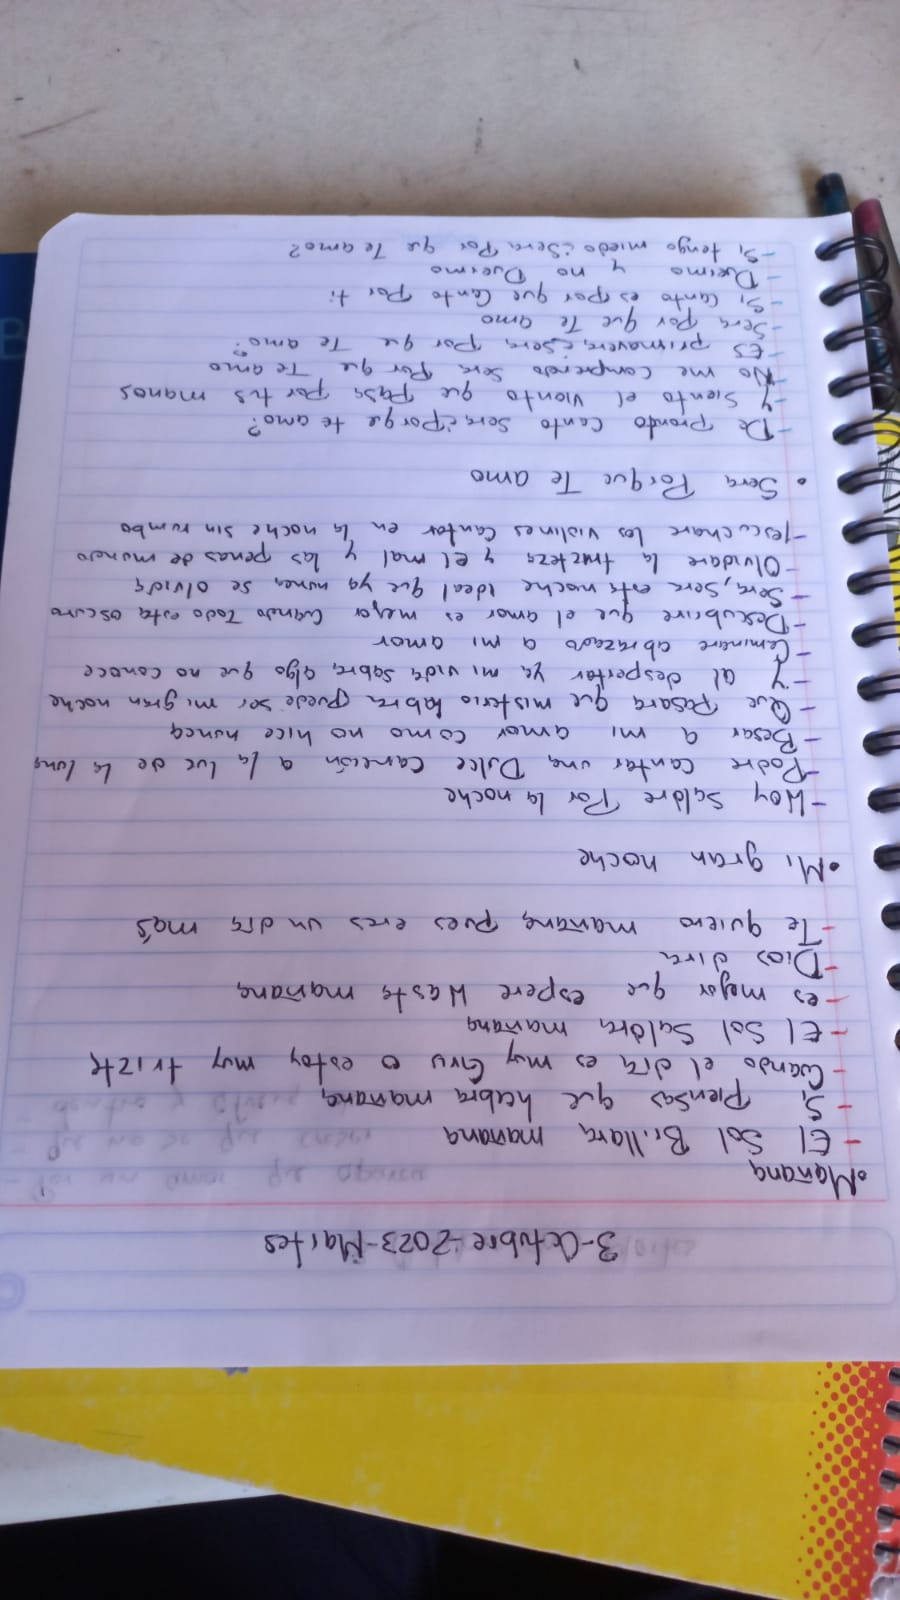 3-Octubre-2023-Martes
•Mañana
- El Sol Brillara mañana
- Si Piensas que habra mañana
- Cuando el dia es muy Gris o estoy muy trizte
- El Sol Saldra mañana
- es mejor que espere Hasta mañana
- Dios dira
- Te quiero mañana pues eres un dia más
•Mi gran noche
- Hoy Saldre Por la noche
- Podre cantar una Dulce Canción a la luc de la luna
- Besar a mi amor como no hice nunca
- Que Pasara que misterio habra puede ser mi gran noche
- Y al despertar ya mi vida sabra algo que no conoce
- Caminare abrazado a mi amor
- Descubrire que el amor es mejor Cuando Todo esta oscuro
- Sera, Sera esta noche ideal que ya nunca se olvida
- Olvidare la tristeza y el mal y las penas de mundo
- escuchare los violines Cantar en la noche sin rumbo
• Sera Porque Te amo
- De Pronto Canto Sera ¿Porque te amo?
- Y Siento el viento que Pasa por tus manos
- No me comprendo Sera Por que Te amo
- ES primavera, ¿Sera, Por que Te amo?
- Sera Por que Te amo
- Si Canto es por que Canto Por ti
- Duermo y no Duermo
- Si tengo miedo ¿Sera Por que Te amo?